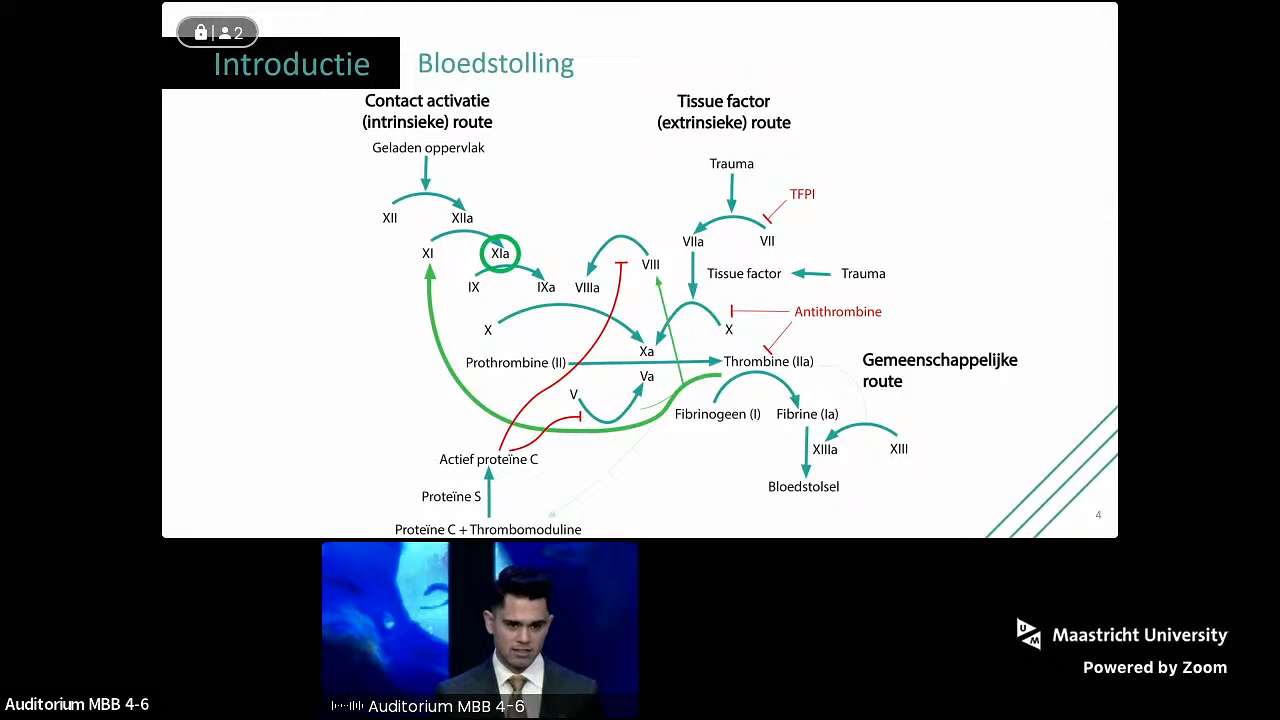 2
Introductie
Bloedstolling
Contact activatie
(intrinsieke) route
Tissue factor
(extrinsieke) route
Geladen oppervlak
Trauma
TFPI
XII
XIIa
VIIa
VII
XI
XIa
VIII
Tissue factor
Trauma
IX
IXa
VIIIa
X
X
Antithrombine
Xa
Prothrombine (II)
Thrombine (IIa)
Gemeenschappelijke
route
Va
V
Fibrinogeen (I)
Fibrine (Ia)
XIIIa
XIII
Actief proteïne C
Bloedstolsel
Proteïne S
Proteïne C + Thrombomoduline
4
UM
Maastricht University
Powered by Zoom
Auditorium MBB 4-6
Auditorium MBB 4-6